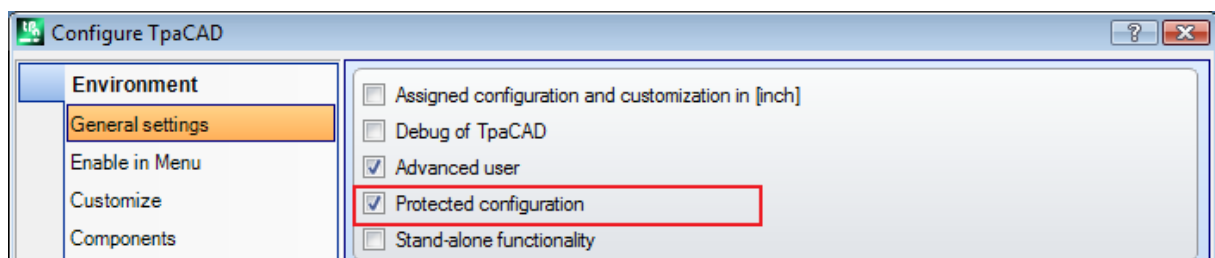 Configure TpaCAD
Environment
General settings
Enable in Menu
Customize
Components
Assigned configuration and customization in [inch]
Debug of TpaCAD
Advanced user
Protected configuration
Stand-alone functionality